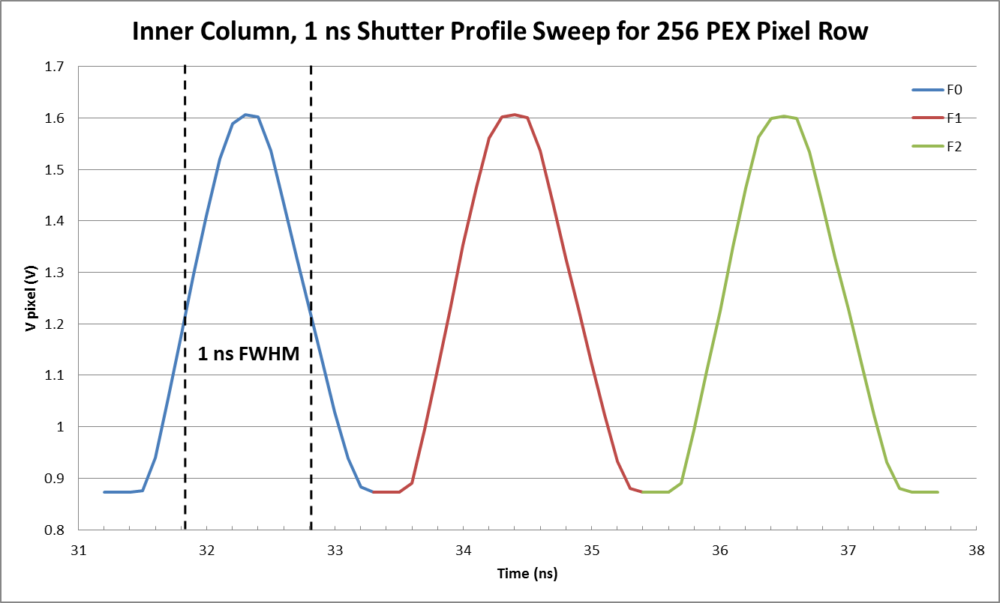 Inner Column, 1 ns Shutter Profile Sweep for 256 PEX Pixel Row
1.7
1.6
1.5
1.4
1.3
1.2
1.1
1
0.9
0.8
V pixel (V)
F0
F1
F2
1 ns FWHM
31 32 33 34 35 36 37 38
Time (ns)